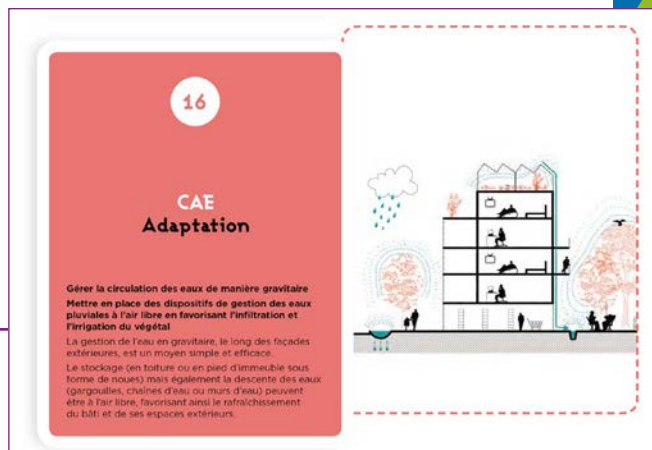 16
CAE
Adaptation
Gérer la circulation des eaux de manière gravitaire
Mettre en place des dispositifs de gestion des eaux
pluviales à l'air libre en favorisant l'infiltration et
l'irrigation du végétal
La gestion de l'eau en gravitaire, le long des façades
extérieures, est un moyen simple et efficace.
Le stockage (en toiture ou en pied d'immeuble sous
forme de noues) mais également la descente des eaux
(gargouilles, chaînes d'eau ou murs d'eau) peuvent
être à l'air libre, favorisant ainsi le rafraîchissement
du bâti et de ses espaces extérieurs.